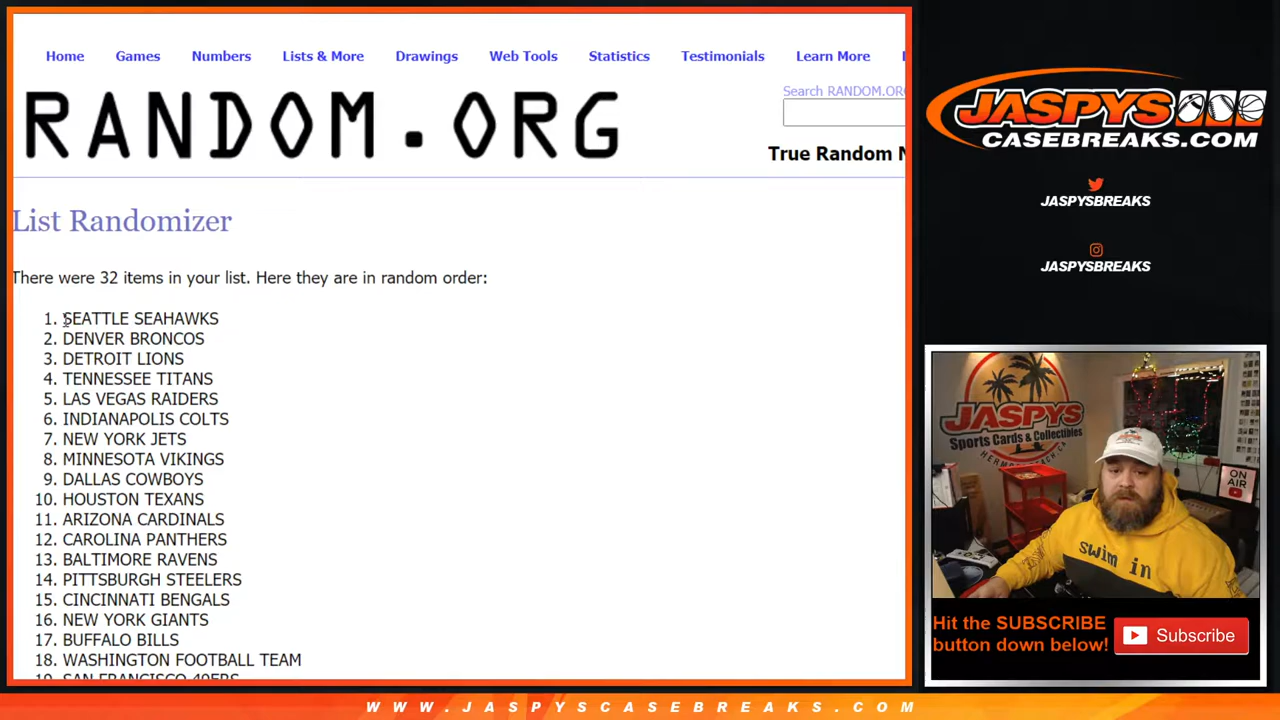 Home Games Numbers Lists & More Drawings Web Tools Statistics Testimonials Learn More
Search RANDOM.ORG
RANDOM.ORG
True Random N
List Randomizer
There were 32 items in your list. Here they are in random order:
1. SEATTLE SEAHAWKS
2. DENVER BRONCOS
3. DETROIT LIONS
4. TENNESSEE TITANS
5. LAS VEGAS RAIDERS
6. INDIANAPOLIS COLTS
7. NEW YORK JETS
8. MINNESOTA VIKINGS
9. DALLAS COWBOYS
10. HOUSTON TEXANS
11. ARIZONA CARDINALS
12. CAROLINA PANTHERS
13. BALTIMORE RAVENS
14. PITTSBURGH STEELERS
15. CINCINNATI BENGALS
16. NEW YORK GIANTS
17. BUFFALO BILLS
18. WASHINGTON FOOTBALL TEAM
19. SAN FRANCISCO 49ERS
JASPYS
CASEBREAKS.COM
JASPYSBREAKS
JASPYSBREAKS
JASPYS
Sports Cards & Collectibles
ON
AIR
swim in
Hit the SUBSCRIBE
button down below!
Subscribe
WWW.JASPYSCASEBREAKS.COM